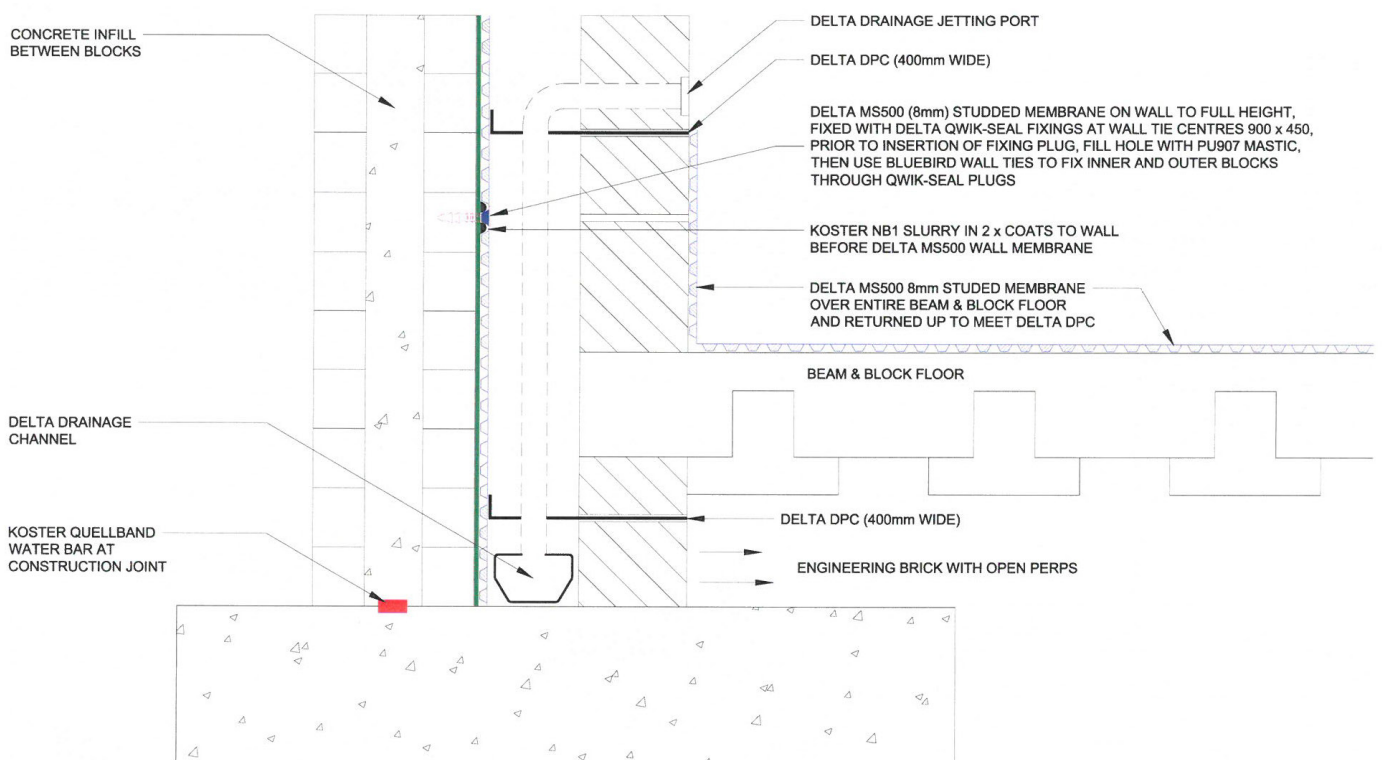 CONCRETE INFILL
BETWEEN BLOCKS
DELTA DRAINAGE JETTING PORT
DELTA DPC (400mm WIDE)
DELTA MS500 (8mm) STUDDED MEMBRANE ON WALL TO FULL HEIGHT,
FIXED WITH DELTA QWIK-SEAL FIXINGS AT WALL TIE CENTRES 900 x 450,
PRIOR TO INSERTION OF FIXING PLUG, FILL HOLE WITH PU907 MASTIC,
THEN USE BLUEBIRD WALL TIES TO FIX INNER AND OUTER BLOCKS
THROUGH QWIK-SEAL PLUGS
KOSTER NB1 SLURRY IN 2 x COATS TO WALL
BEFORE DELTA MS500 WALL MEMBRANE
DELTA MS500 8mm STUDED MEMBRANE
OVER ENTIRE BEAM & BLOCK FLOOR
AND RETURNED UP TO MEET DELTA DPC
BEAM & BLOCK FLOOR
DELTA DRAINAGE
CHANNEL
DELTA DPC (400mm WIDE)
KOSTER QUELLBAND
WATER BAR AT
CONSTRUCTION JOINT
ENGINEERING BRICK WITH OPEN PERPS